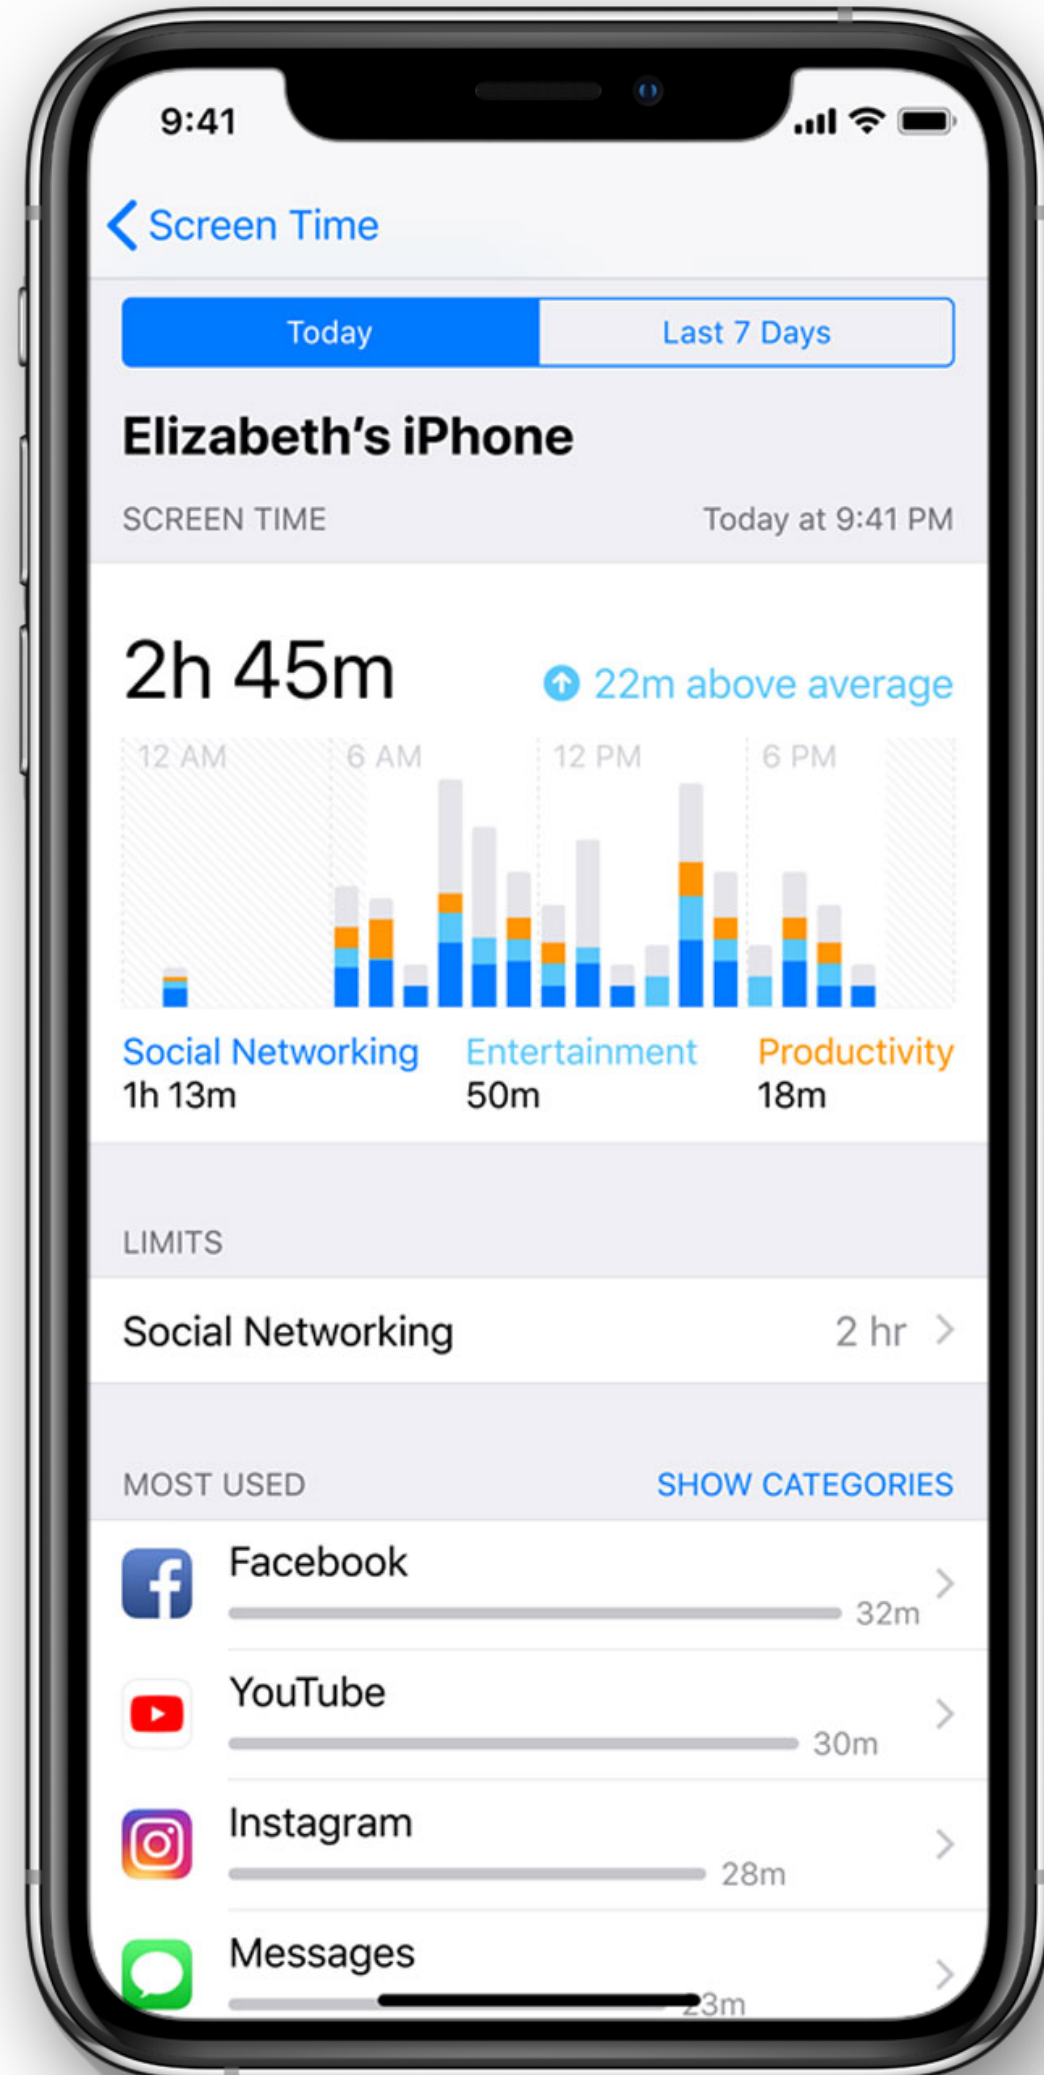 9:41
Screen Time
Today Last 7 Days
Elizabeth's iPhone
SCREEN TIME Today at 9:41 PM
2h 45m 22m above average
12 AM 6 AM 12 PM 6 PM
Social Networking Entertainment Productivity
1h 13m 50m 18m
LIMITS
Social Networking 2 hr
MOST USED SHOW CATEGORIES
Facebook
32m
YouTube
30m
Instagram
28m
Messages
23m